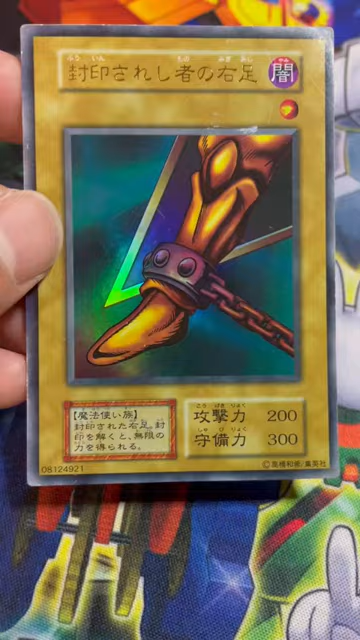 封印されし者の右足
闇
【魔法使い族】
封印された右足。封
印を解くと、無限の
力を得られる。
攻撃力 200
守備力 300
08124921
©高橋和希/集英社